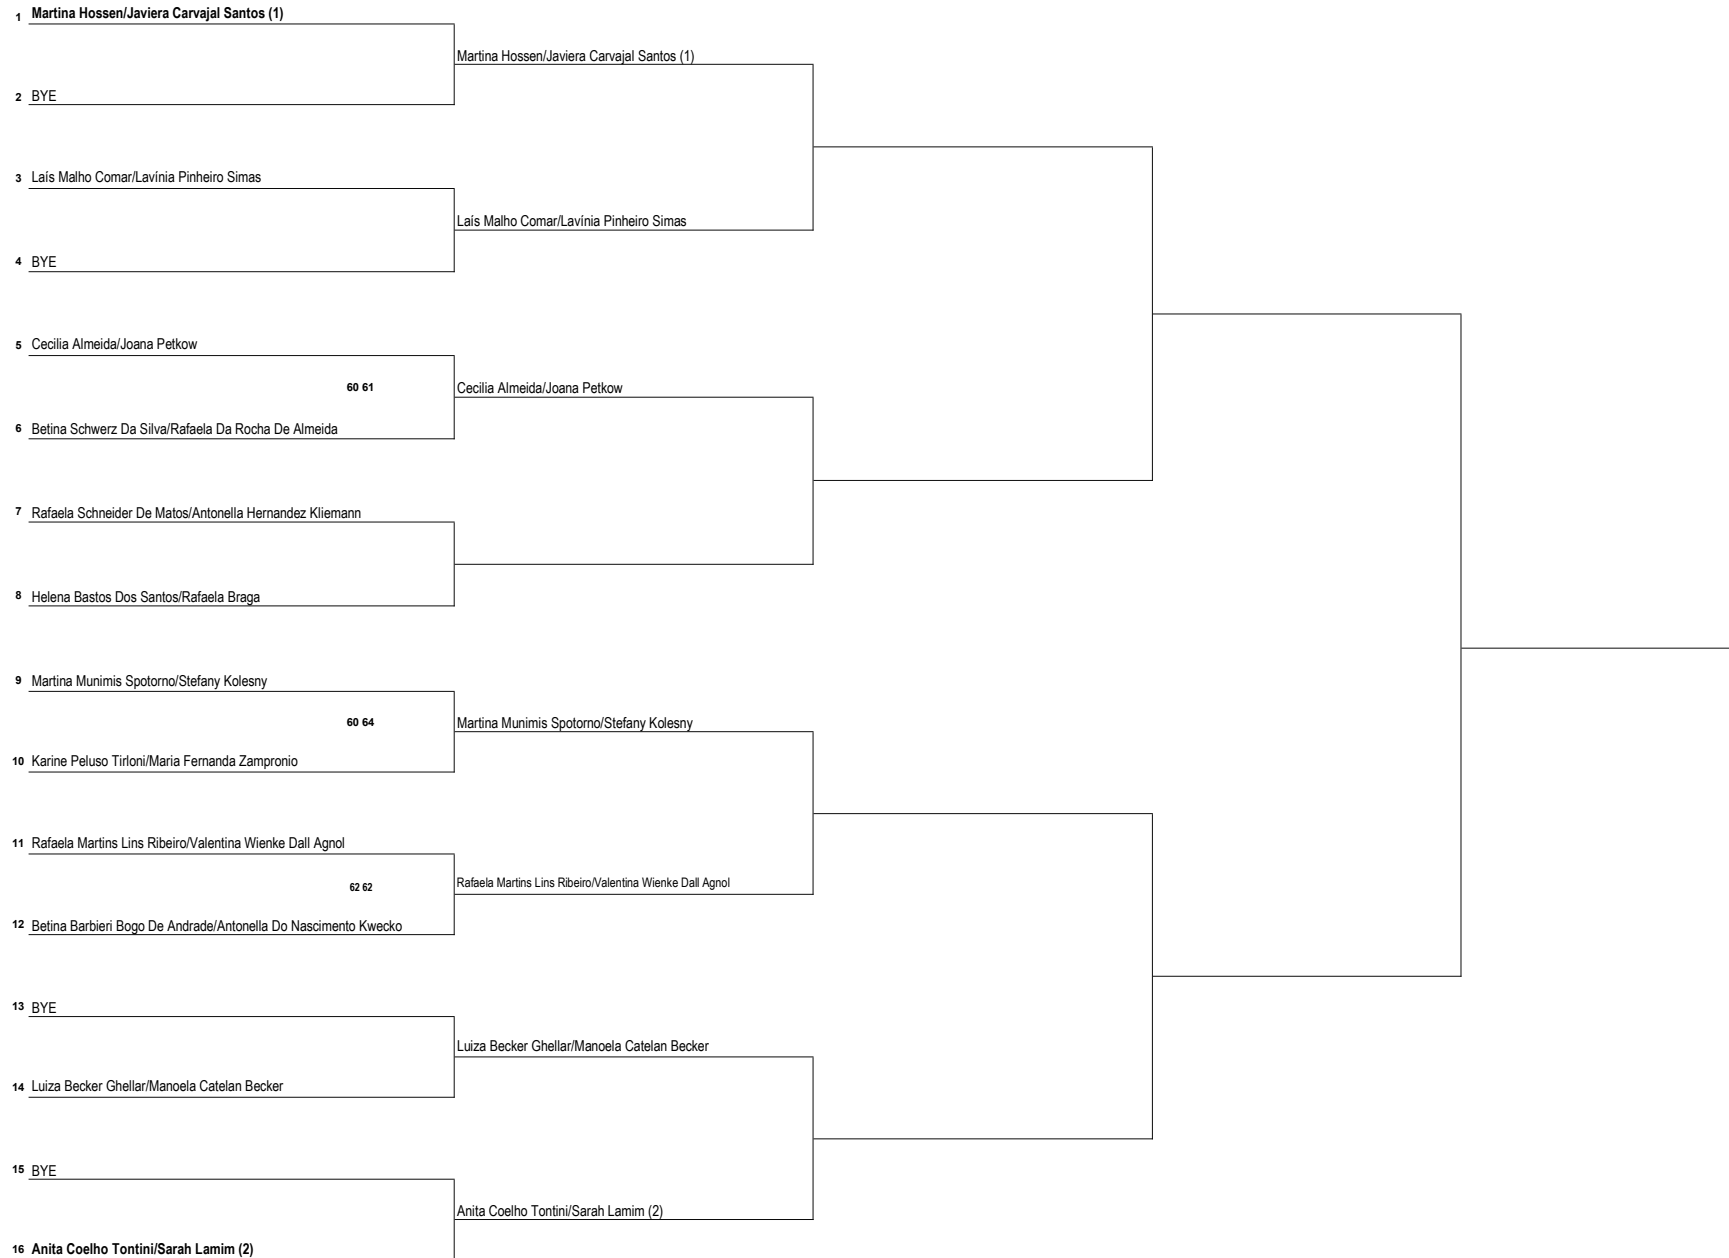 1 Martina Hossen/Javiera Carvajal Santos (1)
Martina Hossen/Javiera Carvajal Santos (1)
2 BYE
3 Laís Malho Comar/Lavínia Pinheiro Simas
Laís Malho Comar/Lavínia Pinheiro Simas
4 BYE
5 Cecilia Almeida/Joana Petkow
60 61
Cecilia Almeida/Joana Petkow
6 Betina Schwerz Da Silva/Rafaela Da Rocha De Almeida
7 Rafaela Schneider De Matos/Antonella Hernandez Kliemann
8 Helena Bastos Dos Santos/Rafaela Braga
9 Martina Munimis Spotorno/Stefany Kolesny
60 64
Martina Munimis Spotorno/Stefany Kolesny
10 Karine Peluso Tirloni/Maria Fernanda Zampronio
11 Rafaela Martins Lins Ribeiro/Valentina Wienke Dall Agnol
62 62
Rafaela Martins Lins Ribeiro/Valentina Wienke Dall Agnol
12 Betina Barbieri Bogo De Andrade/Antonella Do Nascimento Kwecko
13 BYE
Luiza Becker Ghellar/Manoela Catelan Becker
14 Luiza Becker Ghellar/Manoela Catelan Becker
15 BYE
Anita Coelho Tontini/Sarah Lamim (2)
16 Anita Coelho Tontini/Sarah Lamim (2)